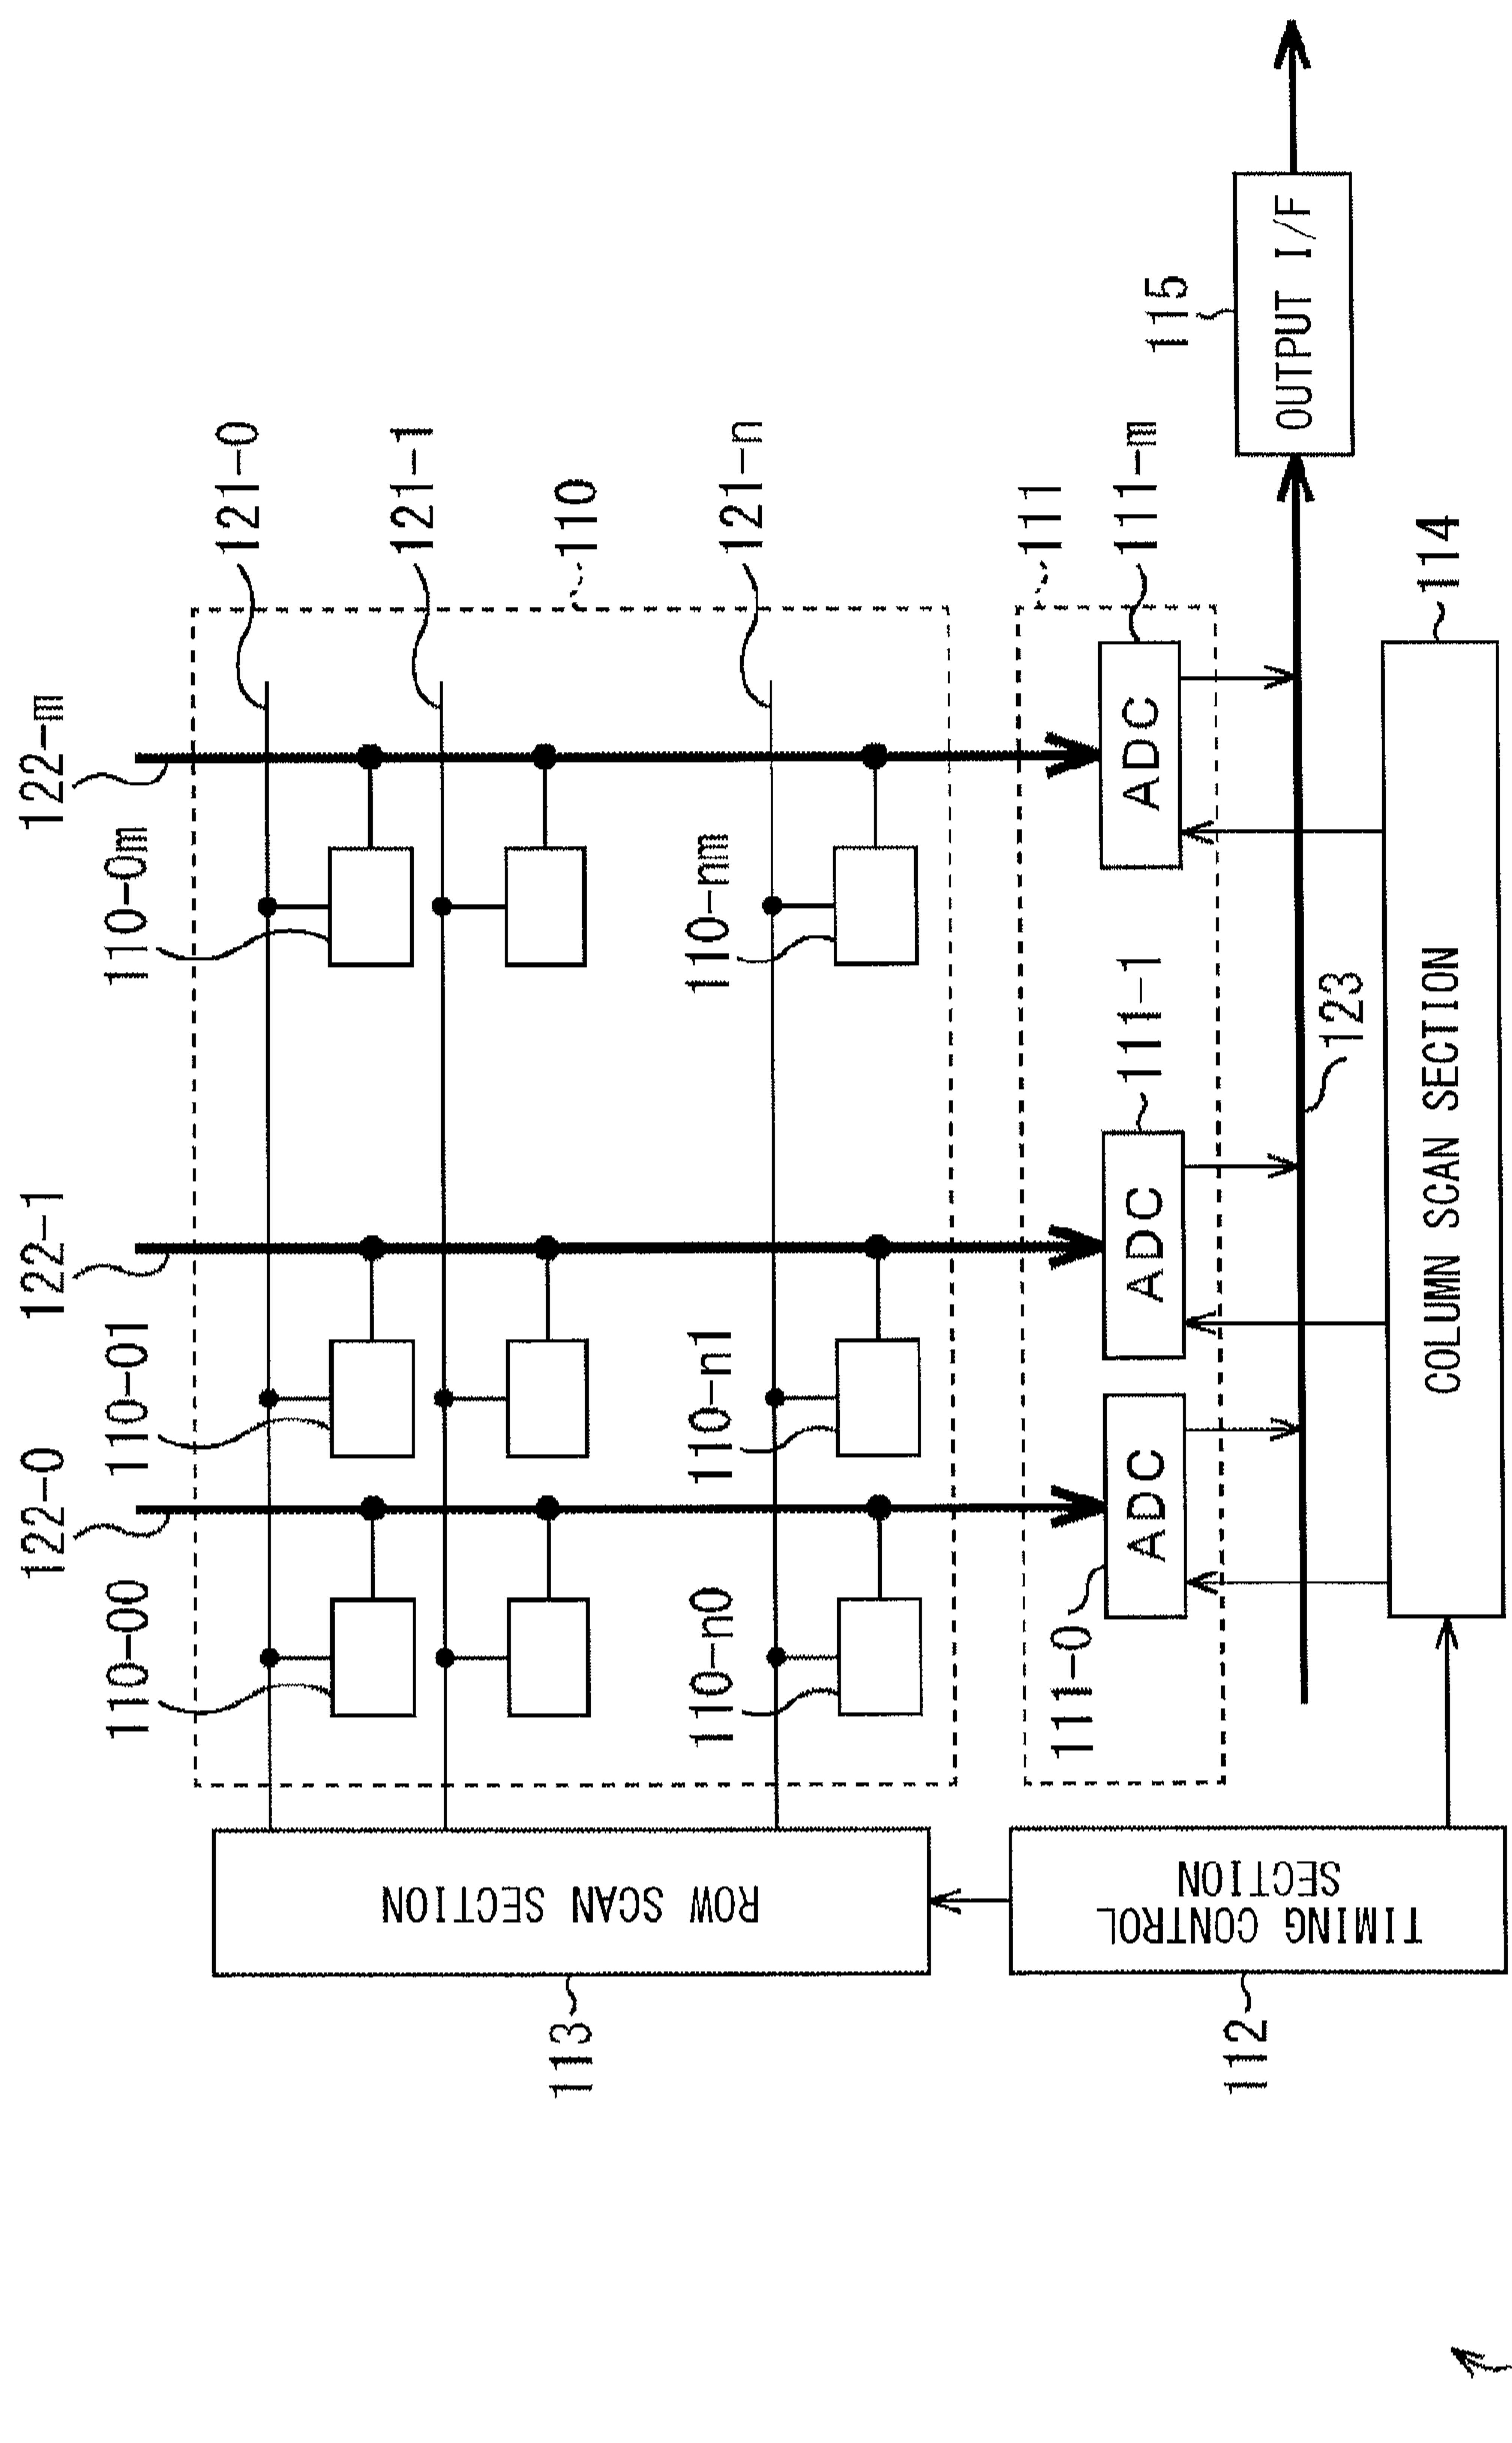 122-0
122-1
122-m
110-00
110-01
110-0m
121-0
121-1
110
110-n0
110-n1
110-nm
121-n
113
ROW SCAN SECTION
111
111-0
ADC
ADC
111-1
ADC
111-m
115
OUTPUT I/F
123
112
TIMING CONTROL
SECTION
COLUMN SCAN SECTION
114